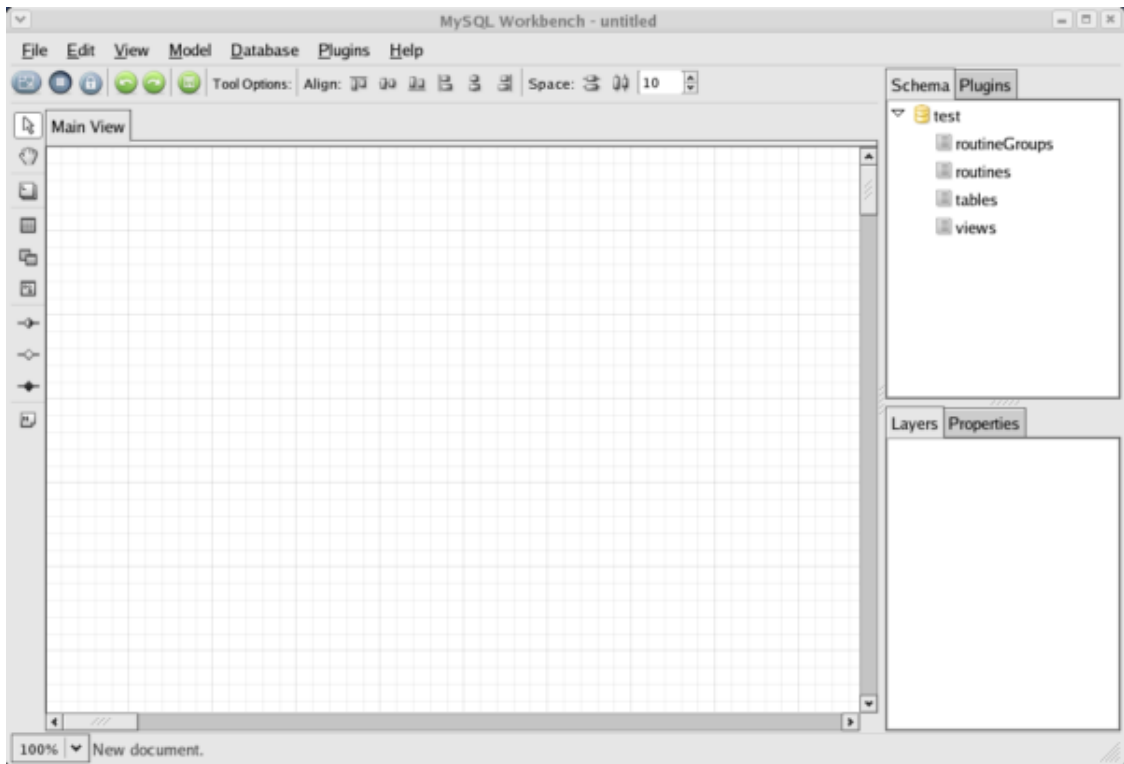 MySQL Workbench - untitled
File Edit View Model Database Plugins Help
Tool Options: Align: Space: 10
Schema Plugins
Main View
test
routineGroups
routines
tables
views
Layers Properties
100% New document.